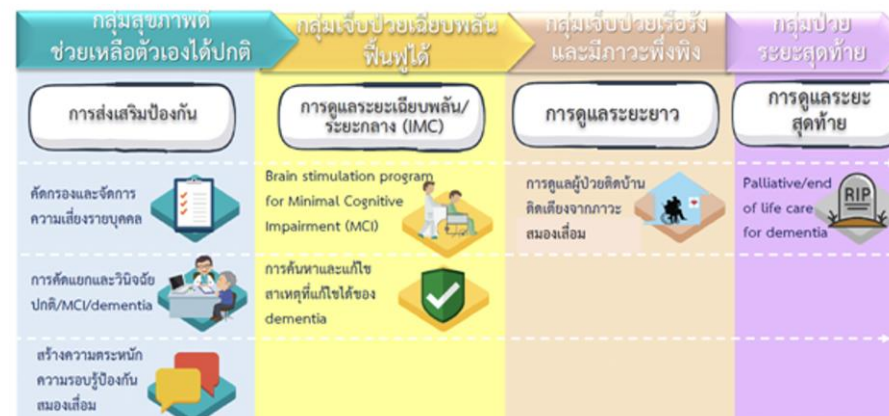 กลุ่มสุขภาพดี
ช่วยเหลือตัวเองได้ปกติ
กลุ่มเจ็บป่วยเฉียบพลัน
ฟื้นฟูได้
กลุ่มเจ็บป่วยเรื้อรัง
และมีภาวะพึ่งพิง
กลุ่มป่วย
ระยะสุดท้าย
การส่งเสริมป้องกัน
การดูแลระยะเฉียบพลัน/
ระยะกลาง (IMC)
การดูแลระยะยาว
การดูแลระยะ
สุดท้าย
คัดกรองและจัดการ
ความเสี่ยงรายบุคคล
Brain stimulation program
for Minimal Cognitive
Impairment (MCI)
การดูแลผู้ป่วยติดบ้าน
ติดเตียงจากภาวะ
สมองเสื่อม
Palliative/end
of life care
for dementia
RIP
การคัดแยกและวินิจฉัย
ปกติ/MCI/dementia
การค้นหาและแก้ไข
สาเหตุที่แก้ไขได้ของ
dementia
สร้างความตระหนัก
ความรอบรู้ป้องกัน
สมองเสื่อม